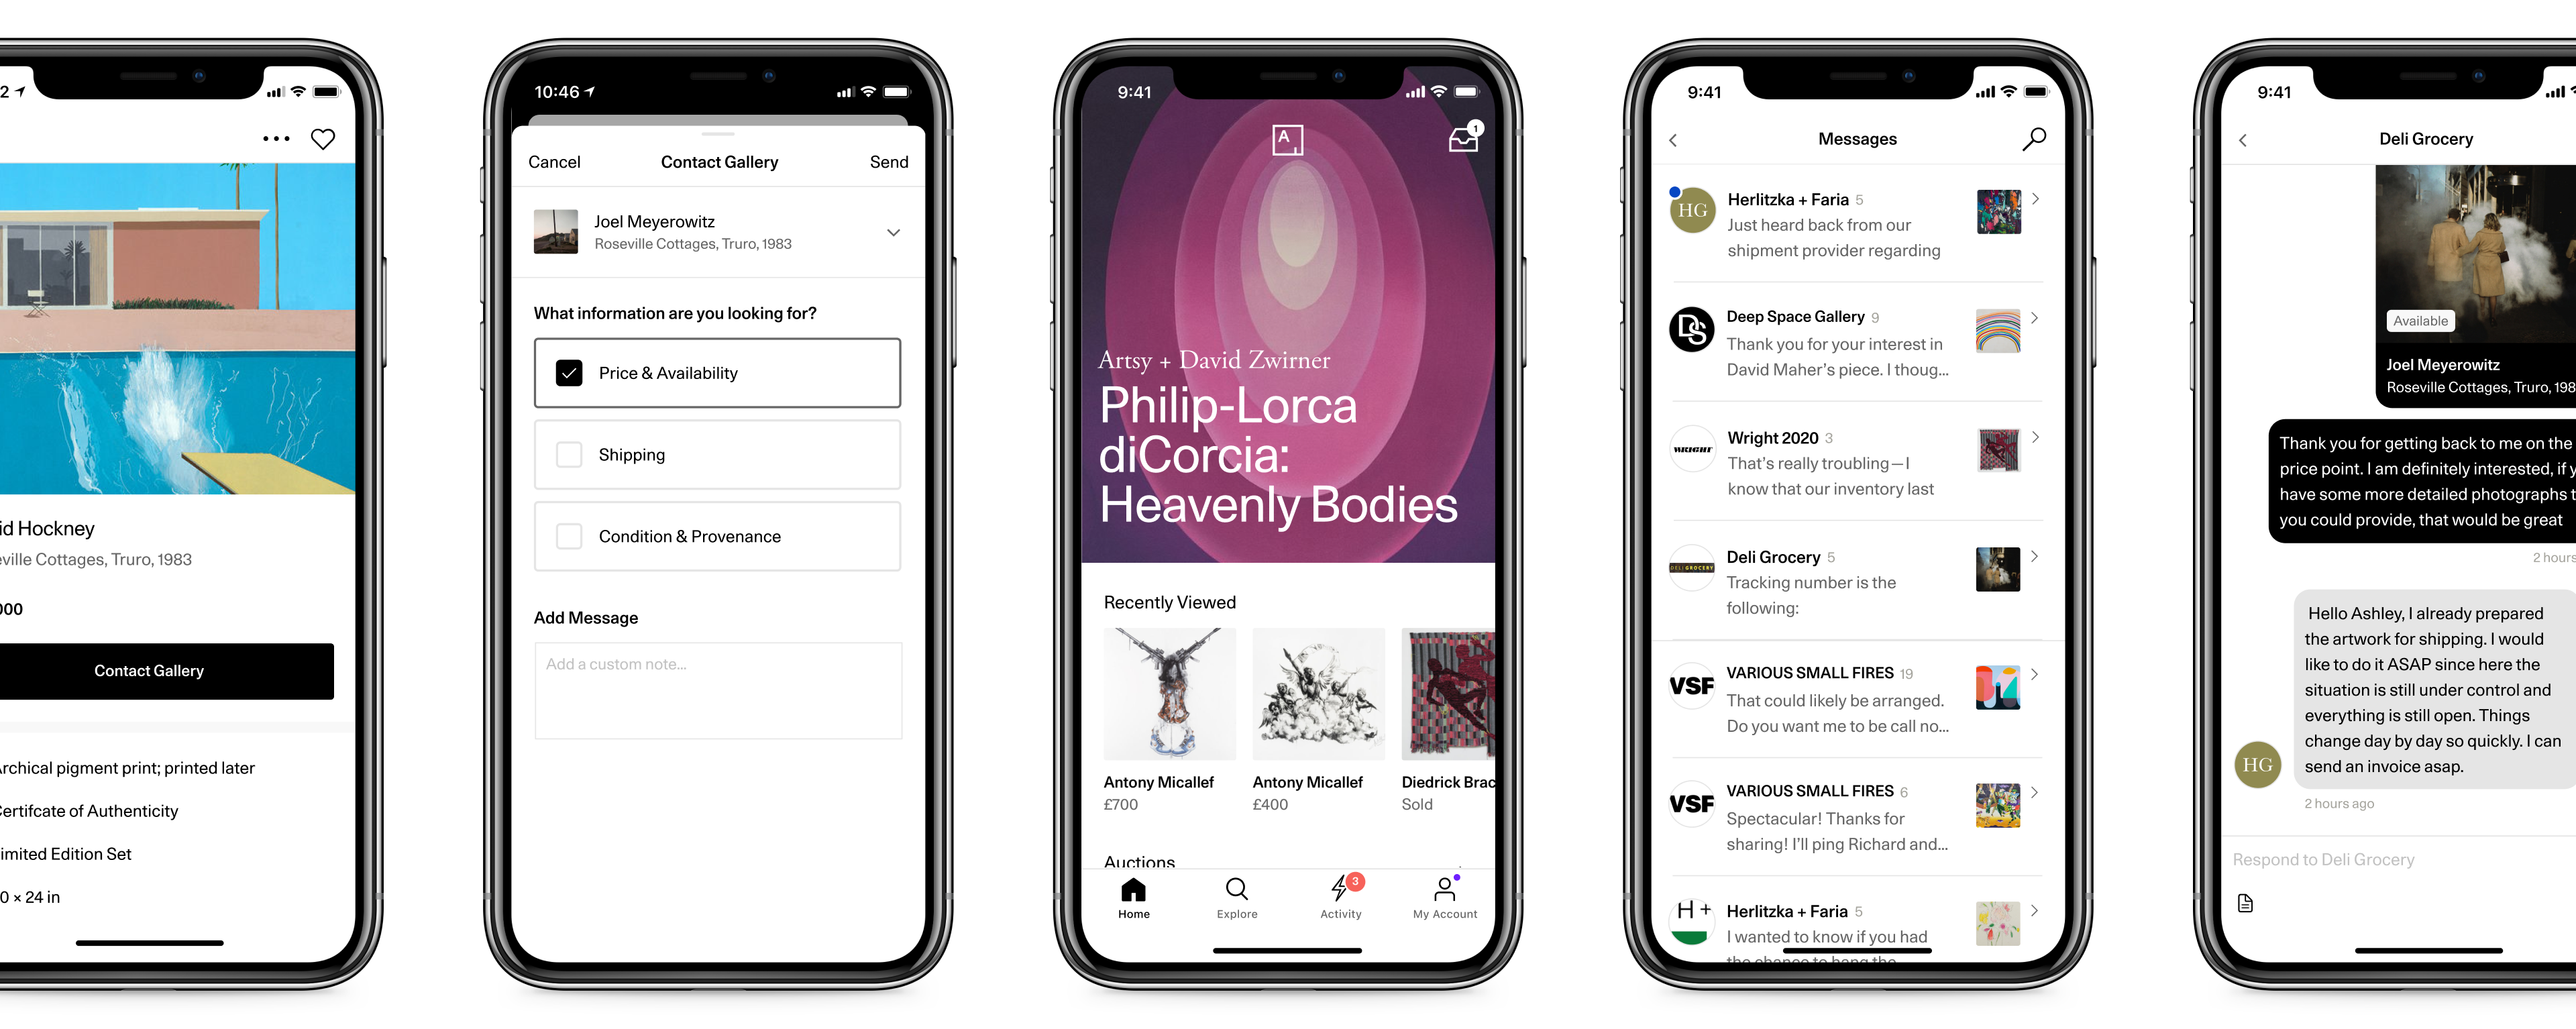 2
id Hockney
eville Cottages, Truro, 1983
000
Contact Gallery
Archical pigment print; printed later
Certifcate of Authenticity
imited Edition Set
0 × 24 in
10:46
Cancel
Contact Gallery
Send
Joel Meyerowitz
Roseville Cottages, Truro, 1983
What information are you looking for?
Price & Availability
Shipping
Condition & Provenance
Add Message
Add a custom note...
9:41
A
1
Artsy + David Zwirner
Philip-Lorca
diCorcia:
Heavenly Bodies
Recently Viewed
Antony Micallef
£700
Antony Micallef
£400
Diedrick Brac
Sold
Auctions
3
Home
Explore
Activity
My Account
9:41
Messages
HG
Herlitzka + Faria 5
Just heard back from our
shipment provider regarding
DS
Deep Space Gallery 9
Thank you for your interest in
David Maher's piece. I thoug...
WRIGHT
Wright 2020 3
That's really troubling—I
know that our inventory last
DELI GROCERY
Deli Grocery 5
Tracking number is the
following:
VSF
VARIOUS SMALL FIRES 19
That could likely be arranged.
Do you want me to be call no...
VSF
VARIOUS SMALL FIRES 6
Spectacular! Thanks for
sharing! I'll ping Richard and...
H +
Herlitzka + Faria 5
I wanted to know if you had
the chance to hang the
9:41
Deli Grocery
Available
Joel Meyerowitz
Roseville Cottages, Truro, 198
Thank you for getting back to me on the
price point. I am definitely interested, if y
have some more detailed photographs t
you could provide, that would be great
2 hours
Hello Ashley, I already prepared
the artwork for shipping. I would
like to do it ASAP since here the
situation is still under control and
everything is still open. Things
change day by day so quickly. I can
send an invoice asap.
HG
2 hours ago
Respond to Deli Grocery